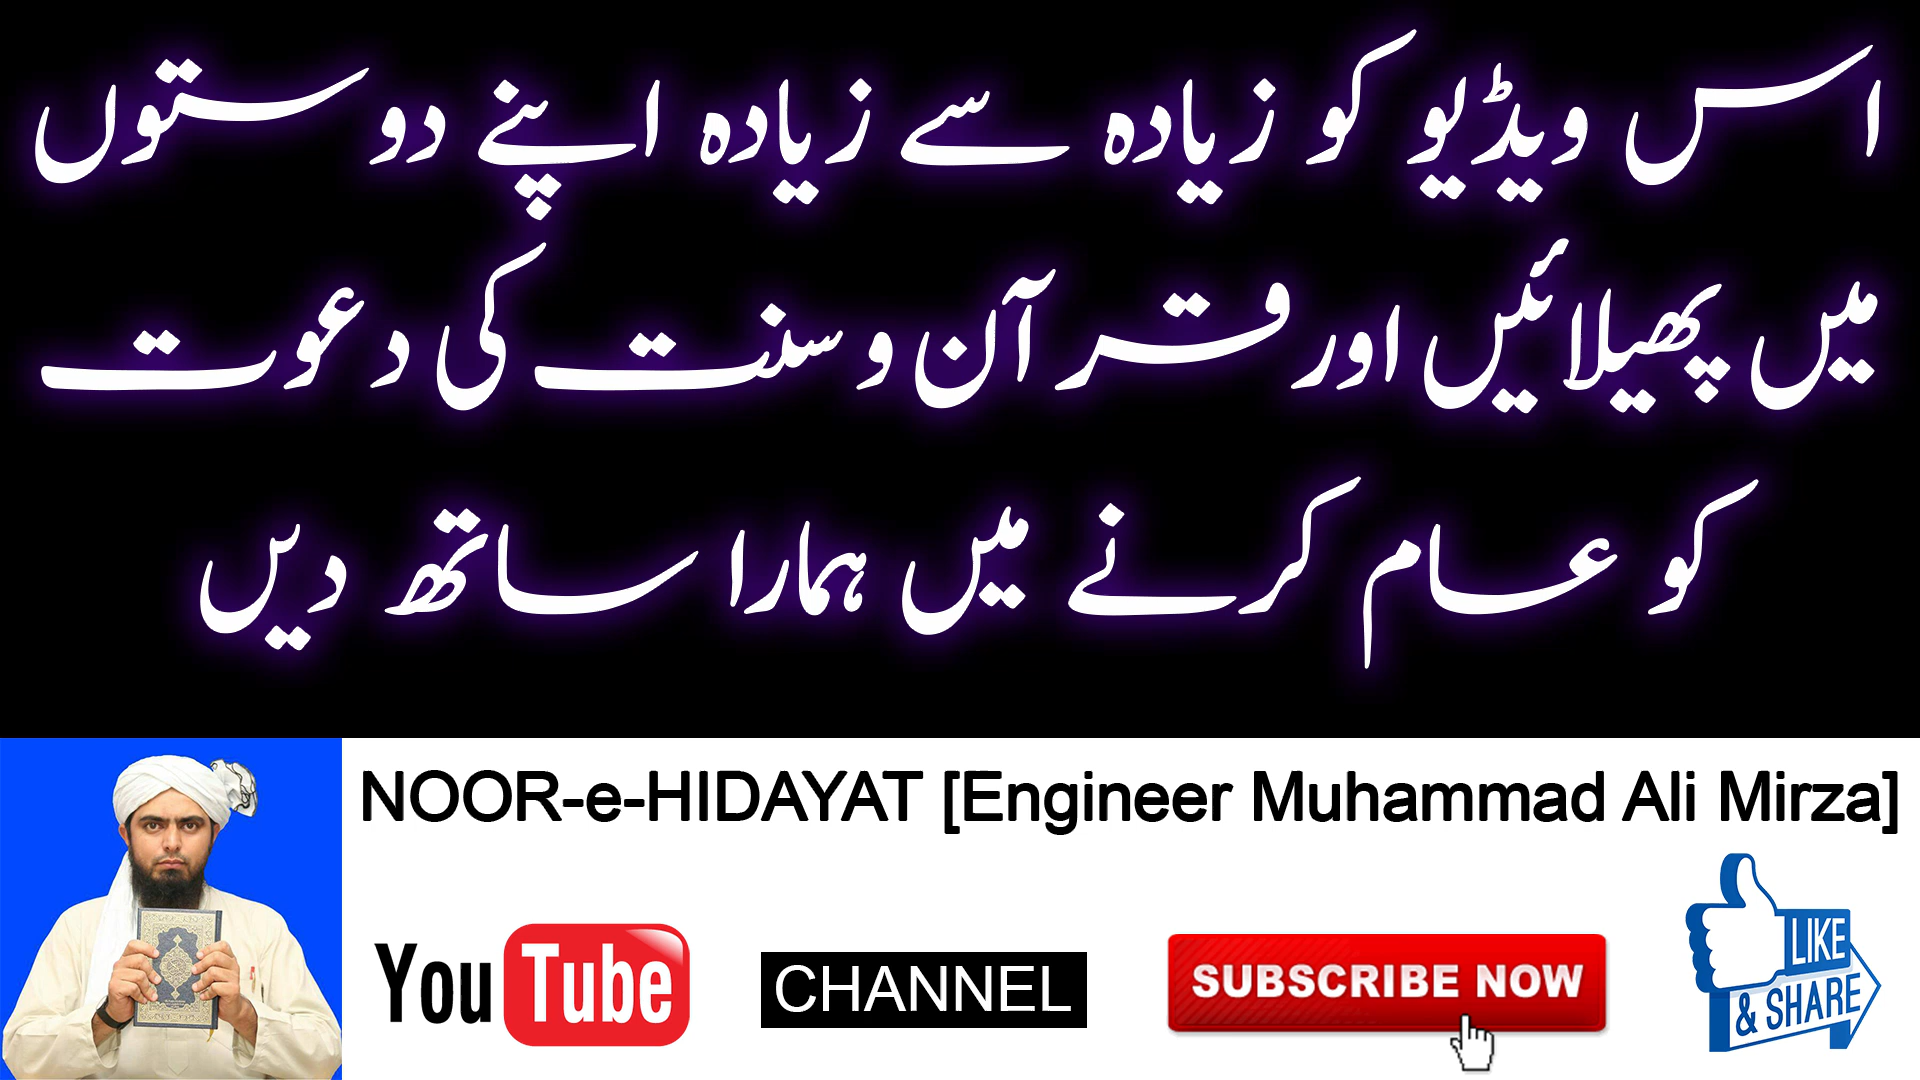 اس ویڈیو کو زیادہ سے زیادہ اپنے دوستوں
میں پھیلائیں اور قرآن و سنت کی دعوت
کو عام کرنے میں ہمارا ساتھ دیں
NOOR-e-HIDAYAT [Engineer Muhammad Ali Mirza]
YouTube CHANNEL SUBSCRIBE NOW
LIKE
& SHARE